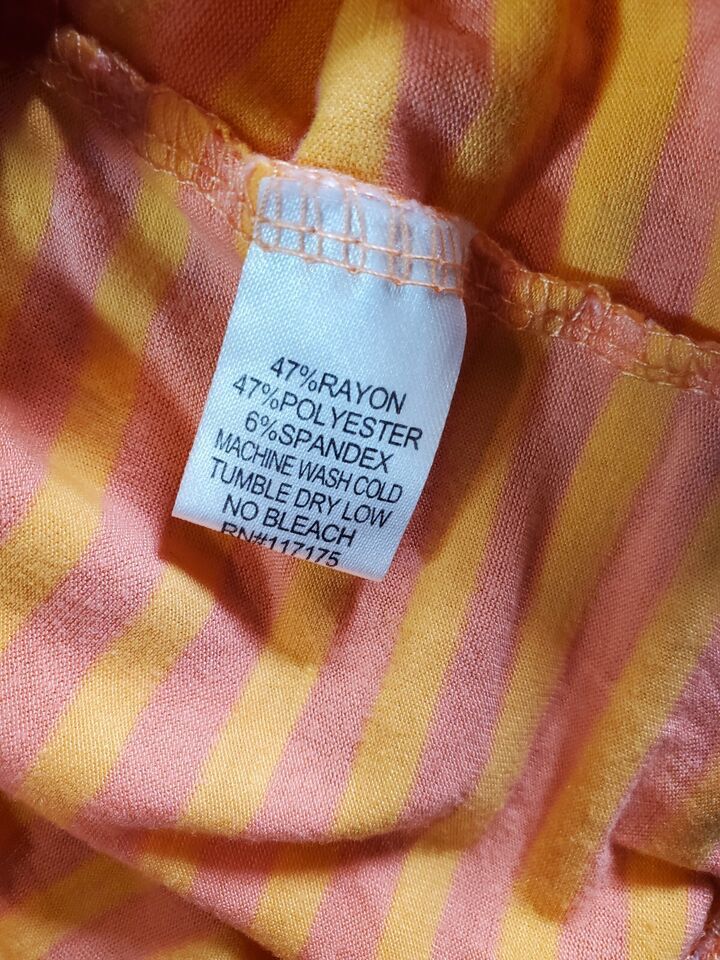 47%RAYON
47%POLYESTER
6%SPANDEX
MACHINE WASH COLD
TUMBLE DRY LOW
NO BLEACH
RN#117175